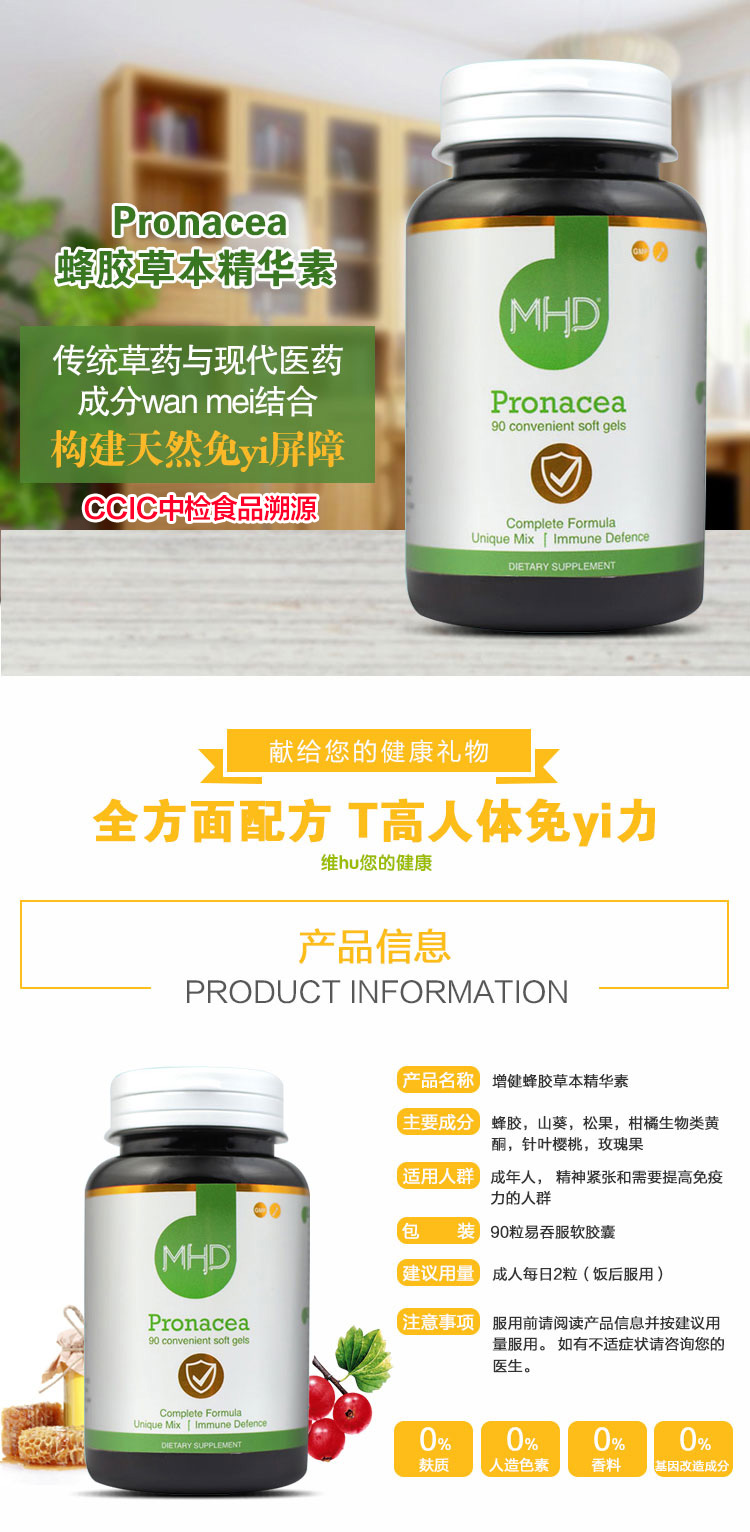 Pronacea
蜂胶草本精华素
传统草药与现代医药
成分wan mei结合
构建天然免yi屏障
CCIC中检食品溯源
GMP
MHD
Pronacea
90 convenient soft gels
Complete Formula
Unique Mix ⌠ Immune Defence
DIETARY SUPPLEMENT
献给您的健康礼物
全方面配方 T高人体免yi力
维hu您的健康
产品信息
PRODUCT INFORMATION
GMP
MHD
Pronacea
90 convenient soft gels
Complete Formula
Unique Mix ⌠ Immune Defence
DIETARY SUPPLEMENT
产品名称 增健蜂胶草本精华素
主要成分 蜂胶，山葵，松果，柑橘生物类黄
酮，针叶樱桃，玫瑰果
适用人群 成年人， 精神紧张和需要提高免疫
力的人群
包 装 90粒易吞服软胶囊
建议用量 成人每日2粒（饭后服用）
注意事项 服用前请阅读产品信息并按建议用
量服用。 如有不适症状请咨询您的
医生。
0% 0% 0% 0%
麸质 人造色素 香料 基因改造成分